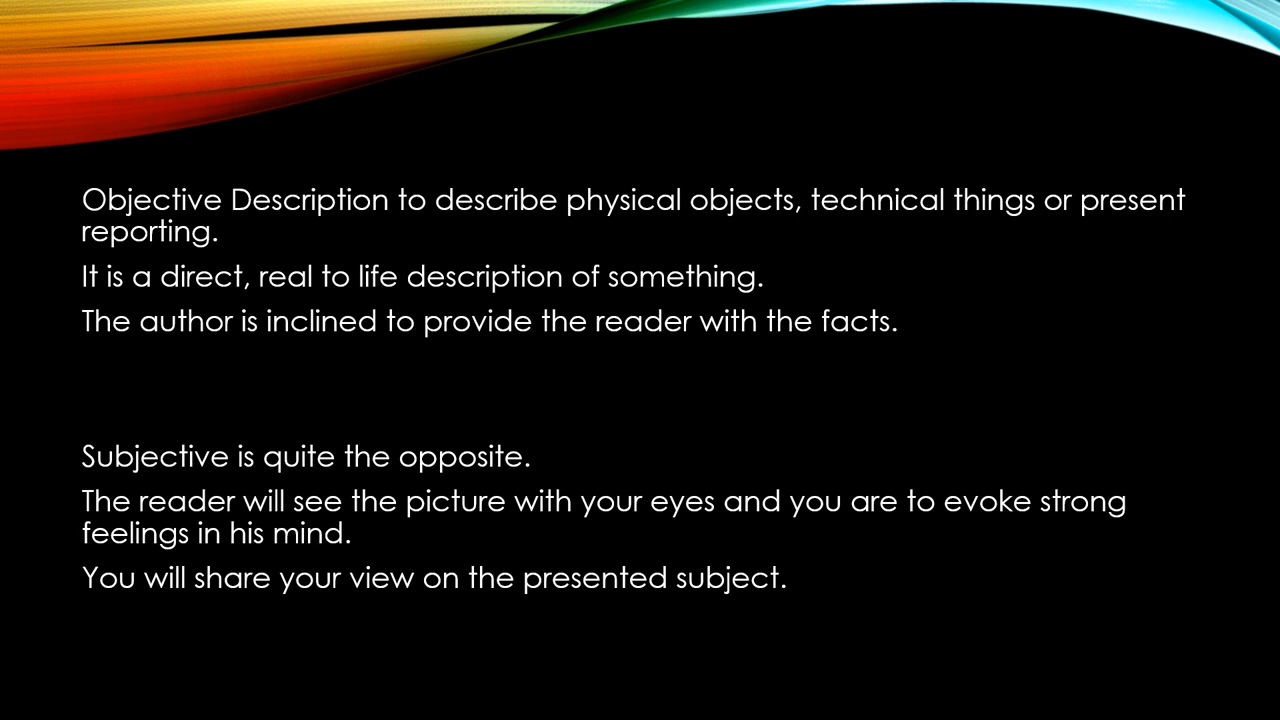 Objective Description to describe physical objects, technical things or present
reporting.
It is a direct, real to life description of something.
The author is inclined to provide the reader with the facts.
Subjective is quite the opposite.
The reader will see the picture with your eyes and you are to evoke strong
feelings in his mind.
You will share your view on the presented subject.